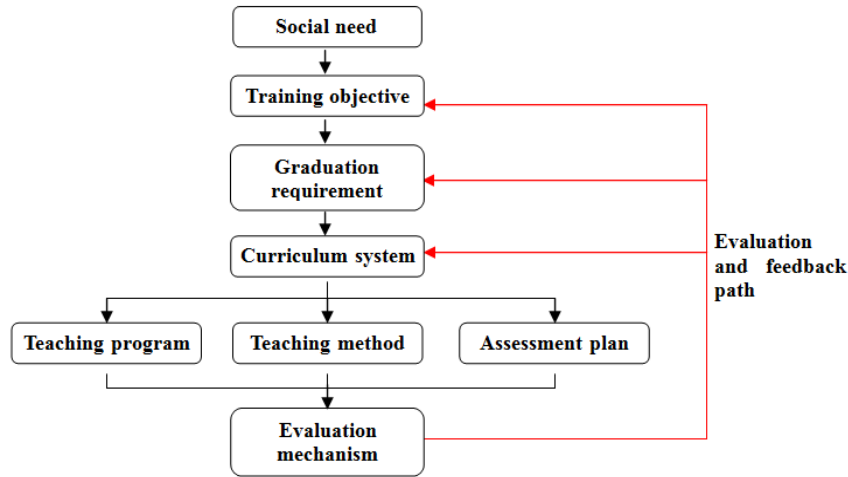 Social need
Training objective
Graduation
requirement
Curriculum system
Evaluation
and feedback
path
Teaching program
Teaching method
Assessment plan
Evaluation
mechanism